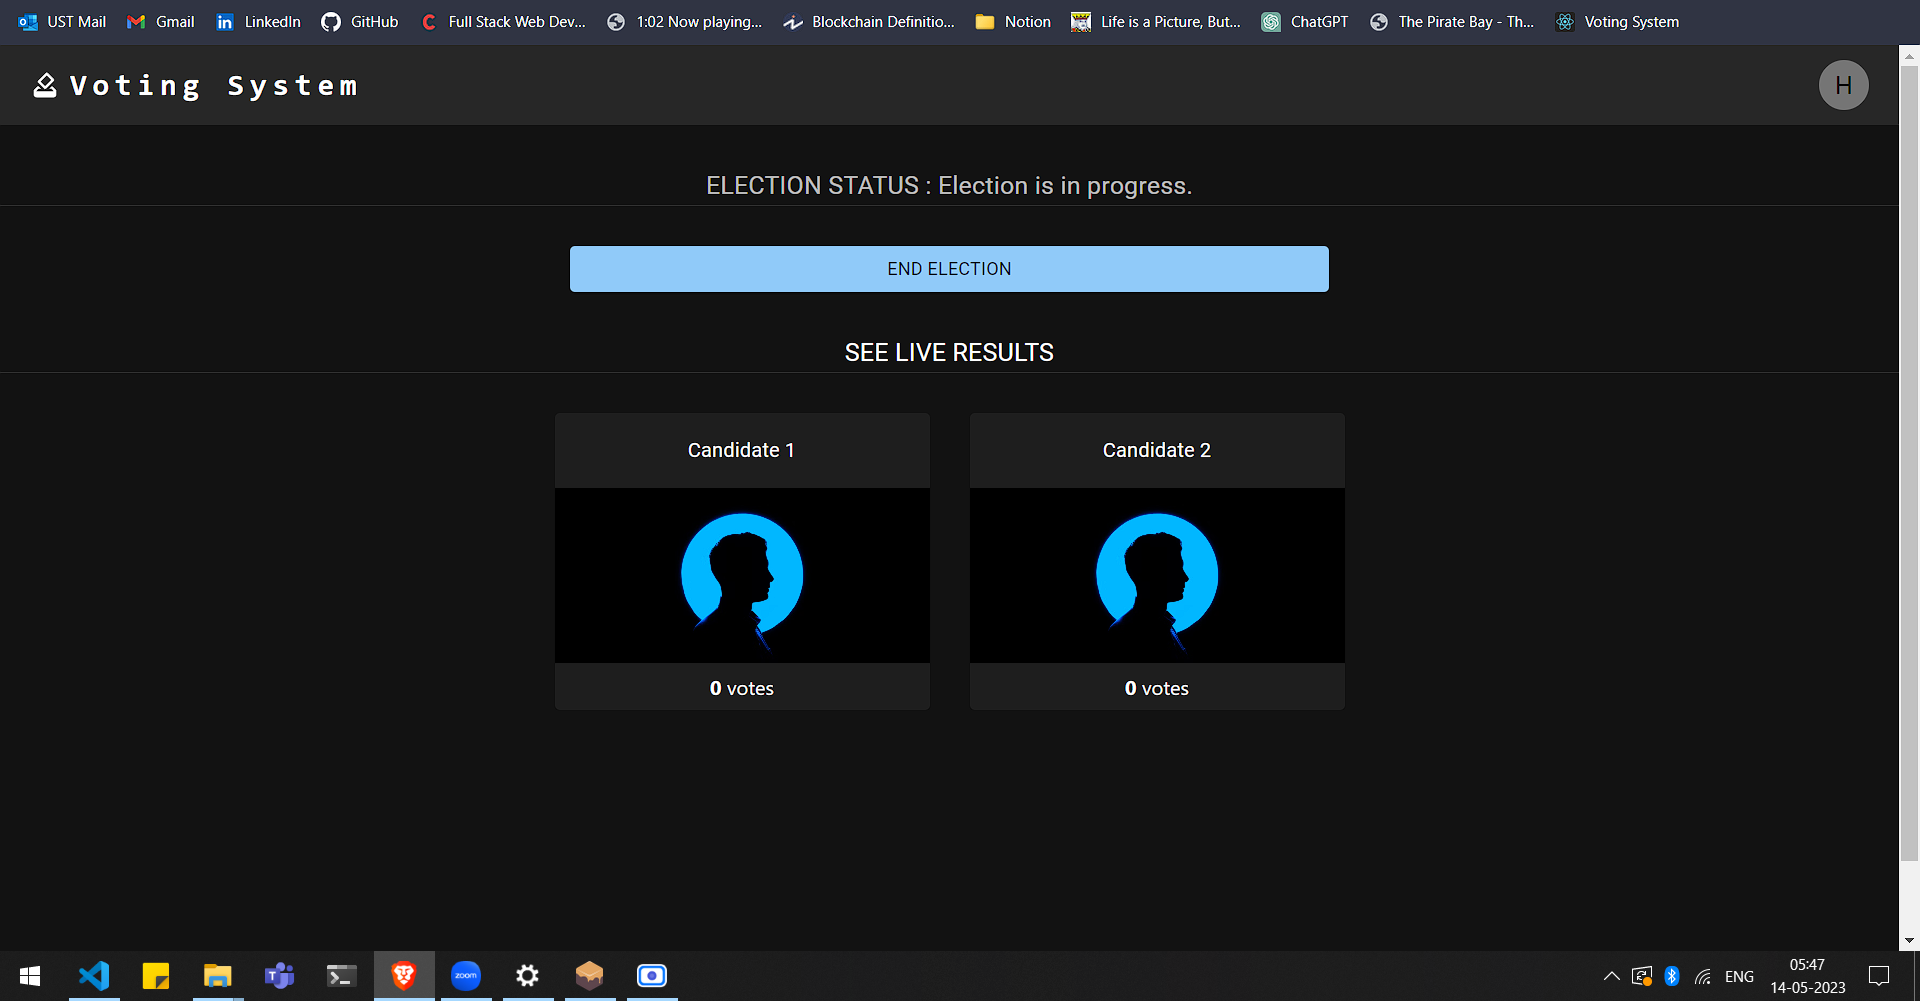 UST Mail
Gmail
LinkedIn
GitHub
Full Stack Web Dev...
1:02 Now playing...
Blockchain Definitio...
Notion
Life is a Picture, But...
ChatGPT
The Pirate Bay - Th...
Voting System
Voting System
H
ELECTION STATUS : Election is in progress.
END ELECTION
SEE LIVE RESULTS
Candidate 1
Candidate 2
0 votes
0 votes
zoom
ENG
05:47
14-05-2023